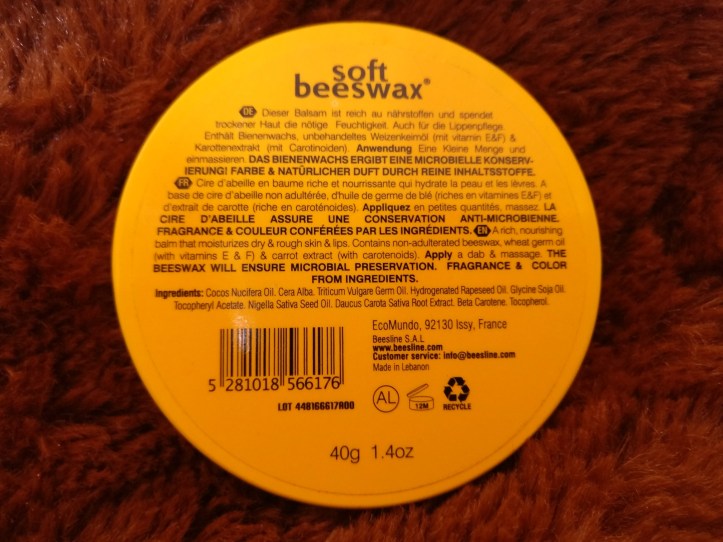 soft
beeswax®
DE Dieser Balsam ist reich au nährstoffen und spendet
trockener Haut die nötige Feuchtigkeit. Auch für die Lippenpflege.
Enthält Bienenwachs, unbehandeltes Weizenkeimöl (mit vitamin E&F) &
Karottenextrakt (mit Carotinoiden). Anwendung Eine Kleine Menge und
einmassieren. DAS BIENENWACHS ERGIBT EINE MICROBIELLE KONSERV-
IERUNG! FARBE & NATÜRLICHER DUFT DURCH REINE INHALTSSTOFFE.
FR Cire d'abeille en baume riche et nourrissante qui hydrate la peau et les lèvres. A
base de cire d'abeille non adultérée, d'huile de germe de blé (riches en vitamines E&F) et
d'extrait de carotte (riche en caroténoides). Appliquez en petites quantités, massez. LA
CIRE D'ABEILLE ASSURE UNE CONSERVATION ANTI-MICROBIENNE.
FRAGRANCE & COULEUR CONFÉRÉES PAR LES INGRÉDIENTS. EN A rich, nourishing
balm that moisturizes dry & rough skin & lips. Contains non-adulterated beeswax, wheat germ oil
(with vitamins E & F) & carrot extract (with carotenoids). Apply a dab & massage. THE
BEESWAX WILL ENSURE MICROBIAL PRESERVATION. FRAGRANCE & COLOR
FROM INGREDIENTS.
Ingredients: Cocos Nucifera Oil. Cera Alba. Triticum Vulgare Germ Oil. Hydrogenated Rapeseed Oil. Glycine Soja Oil.
Tocopheryl Acetate. Nigella Sativa Seed Oil. Daucus Carota Sativa Root Extract. Beta Carotene. Tocopherol.
EcoMundo, 92130 Issy, France
Beesline S.A.L
www.beesline.com
Customer service: info@beesline.com
Made in Lebanon
5 281018 566176
LOT 448166617R00
AL
12M
RECYCLE
40g 1.4oz